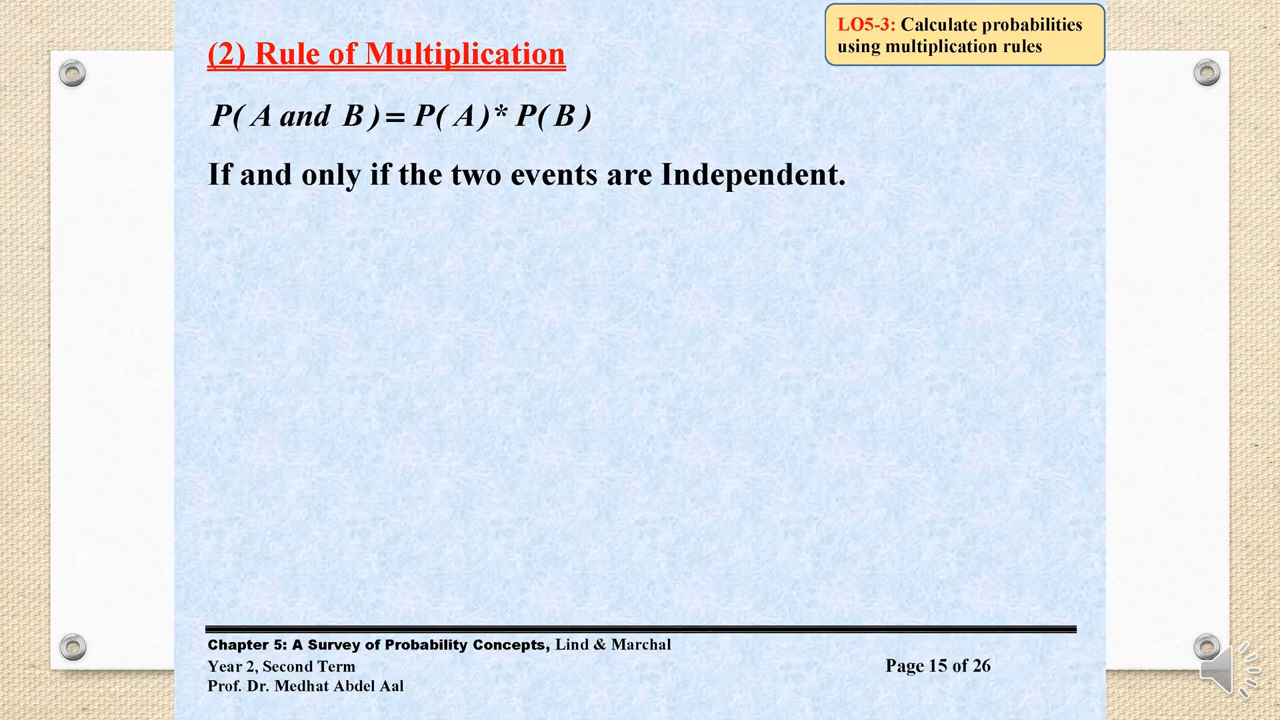 LO5-3: Calculate probabilities
using multiplication rules
(2) Rule of Multiplication
P( A and B ) = P( A )* P( B )
If and only if the two events are Independent.
Chapter 5: A Survey of Probability Concepts, Lind & Marchal
Year 2, Second Term
Page 15 of 26
Prof. Dr. Medhat Abdel Aal